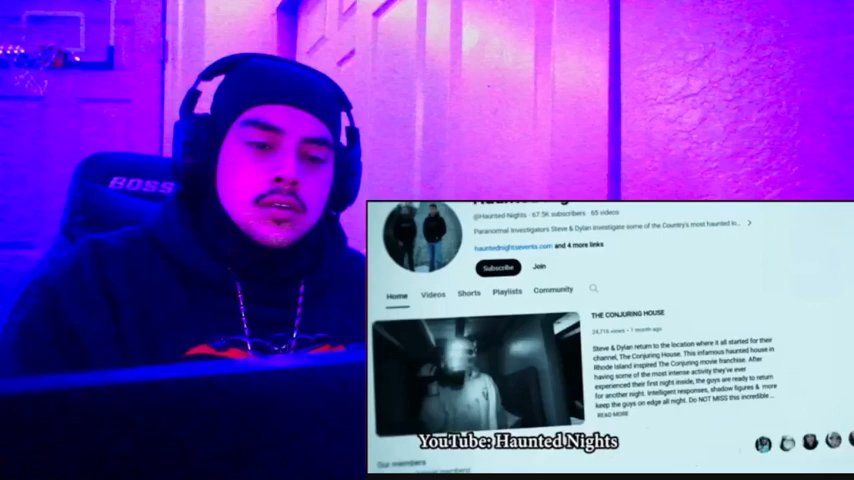 BOSS
@Haunted Nights · 67.5K subscribers · 65 videos
Paranormal Investigators Steve & Dylan investigate some of the Country's most haunted lo...
hauntednightsevents.com and 4 more links
Subscribe
Join
Home Videos Shorts Playlists Community
THE CONJURING HOUSE
24,716 views · 1 month ago
Steve & Dylan return to the location where it all started for their
channel, The Conjuring House. This infamous haunted house in
Rhode Island inspired The Conjuring movie franchise. After
having some of the most intense activity they've ever
experienced their first night inside, the guys are ready to return
for another night. Intelligent responses, shadow figures & more
keep the guys on edge all night. Do NOT MISS this incredible ...
READ MORE
YouTube: Haunted Nights
Our members